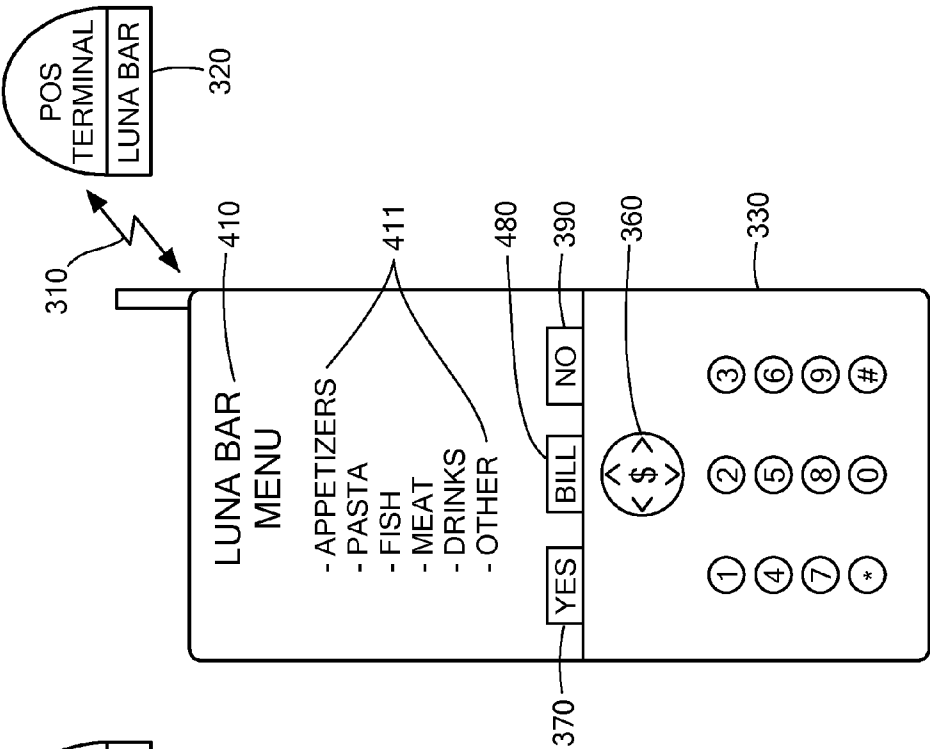 POS
TERMINAL
LUNA BAR
320
310
LUNA BAR
MENU
410
- APPETIZERS
- PASTA
- FISH
- MEAT
- DRINKS
- OTHER
411
YES
BILL
NO
480
390
370
< $ >
360
330
1 2 3
4 5 6
7 8 9
* 0 #